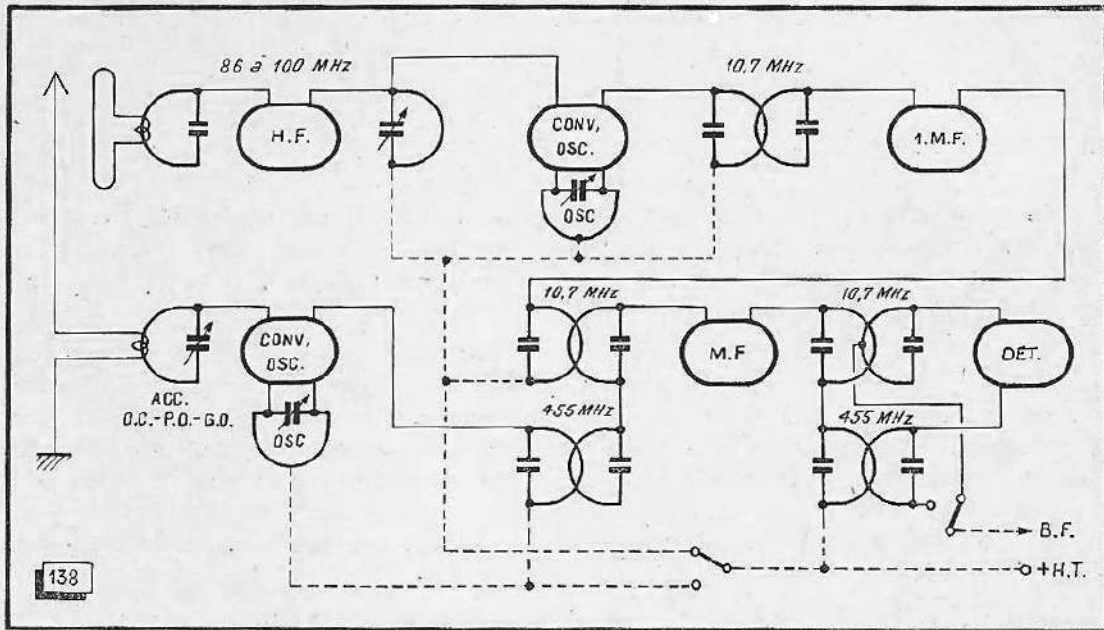 86 à 100 MHz
10,7 MHz
H.F.
CONV.
OSC.
OSC
1.M.F.
10,7 MHz
10,7 MHz
CONV.
OSC.
OSC
M.F
DÉT.
ACC.
O.C.-P.O.-G.O.
455 MHz
455 MHz
B.F.
+H.T.
138